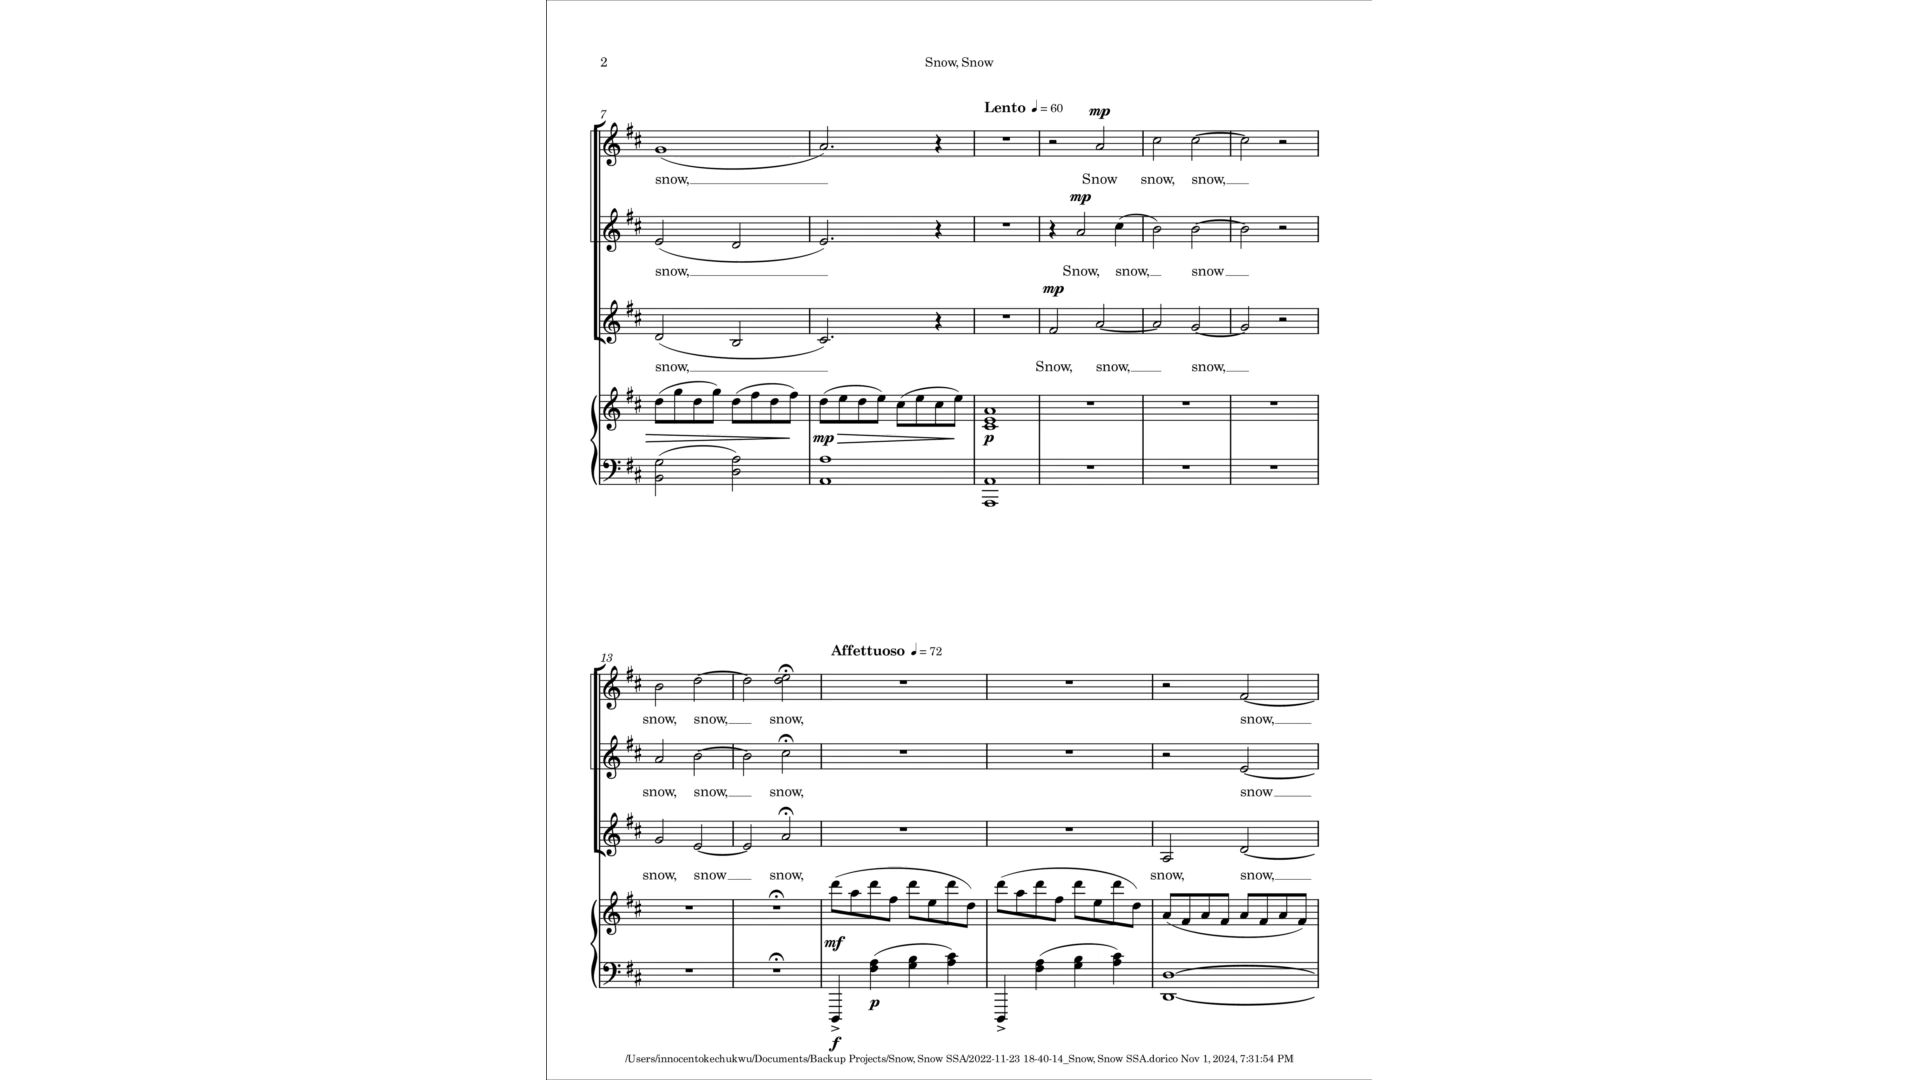 2
Snow, Snow
Lento ♩ = 60
7
mp
snow, Snow snow, snow,
mp
snow, Snow, snow, snow
mp
snow, Snow, snow, snow,
mp p
Affettuoso ♩ = 72
13
snow, snow, snow, snow,
snow, snow, snow, snow
snow, snow snow, snow, snow,
mf
p
f
/Users/innocentokechukwu/Documents/Backup Projects/Snow, Snow SSA/2022-11-23 18-40-14_Snow, Snow SSA.dorico Nov 1, 2024, 7:31:54 PM